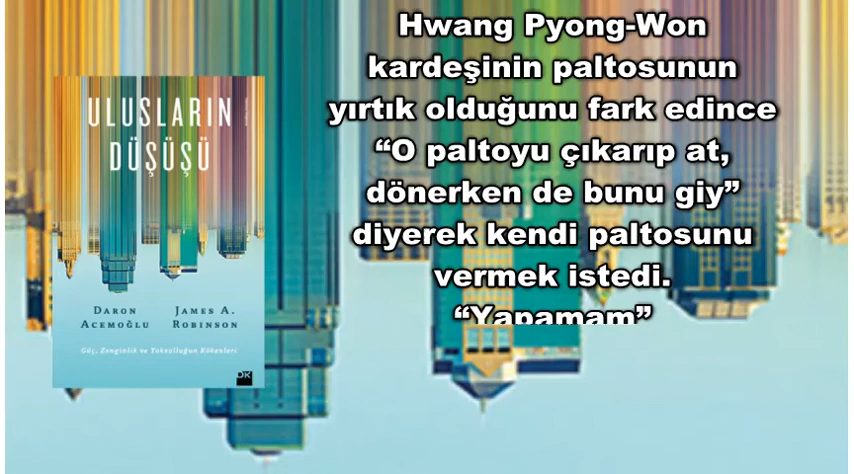 ULUSLARIN
DÜŞÜŞÜ
DARON
ACEMOĞLU
JAMES A.
ROBINSON
Güç, Zenginlik ve Yoksulluğun Kökenleri
DK
Hwang Pyong-Won
kardeşinin paltosunun
yırtık olduğunu fark edince
“O paltoyu çıkarıp at,
dönerken de bunu giy”
diyerek kendi paltosunu
vermek istedi.
“Yapamam”